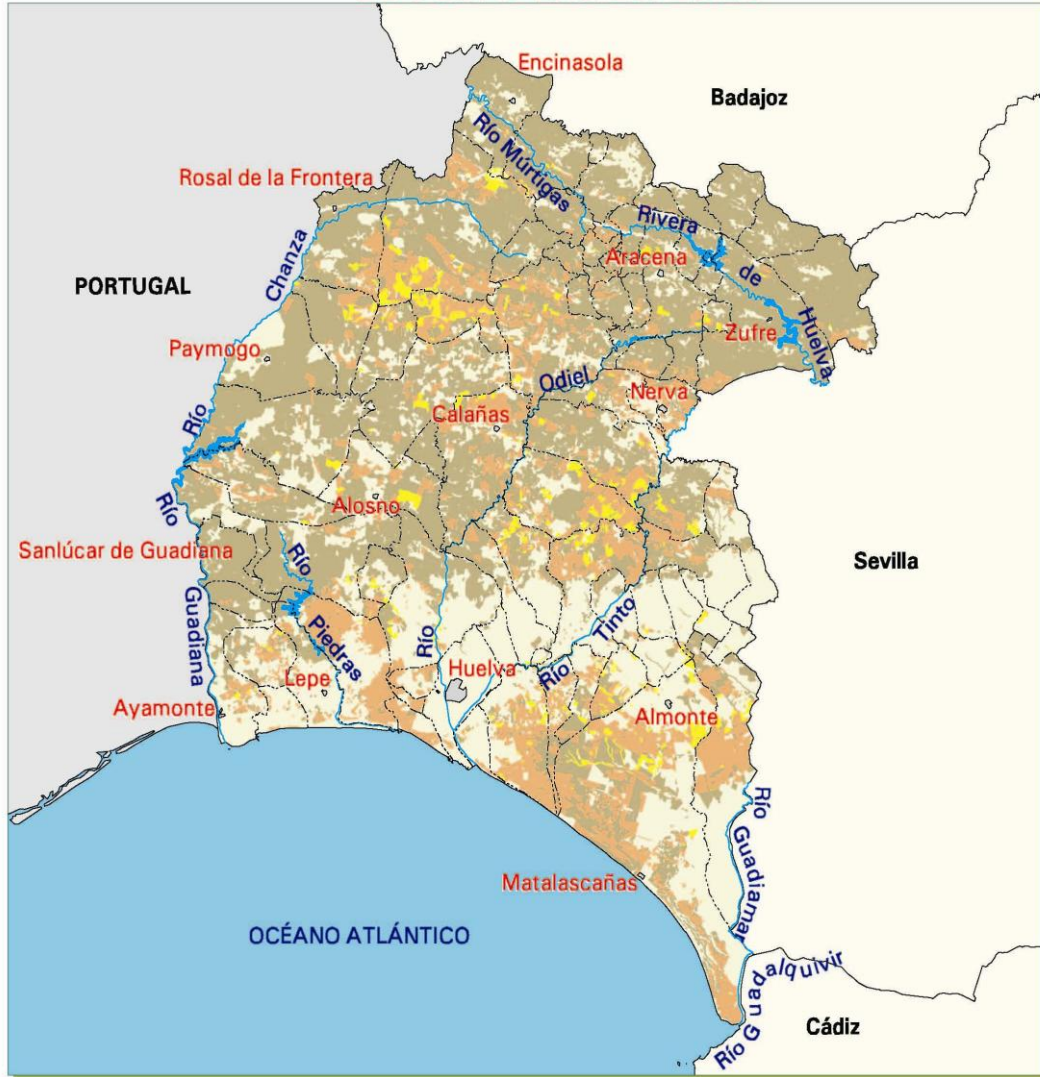 Encinasola
Badajoz
Río Múrtigas
Rosal de la Frontera
Rivera de Huelva
Aracena
Chanza
PORTUGAL
Zufre
Paymogo
Odiel
Nerva
Calañas
Río
Alosno
Río
Sanlúcar de Guadiana
Río
Sevilla
Guadiana
Piedras
Tinto
Río
Huelva
Río
Lepe
Ayamonte
Almonte
Río Guadiamar
Matalascañas
OCÉANO ATLÁNTICO
Río Guadalquivir
Cádiz